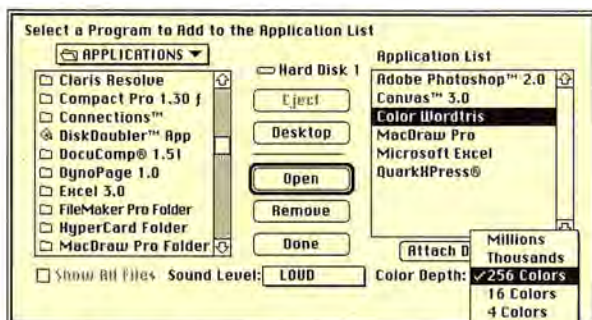 Select a Program to Add to the Application List
APPLICATIONS
Claris Resolve
Compact Pro 1.30 ƒ
Connections™
DiskDoubler™ App
DocuComp® 1.5I
DynoPage 1.0
Excel 3.0
FileMaker Pro Folder
HyperCard Folder
MacDraw Pro Folder
Hard Disk 1
Eject
Desktop
Open
Remove
Done
Application List
Adobe Photoshop™ 2.0
Canvas™ 3.0
Color Wordtris
MacDraw Pro
Microsoft Excel
QuarkXPress®
Attach D
Show All Files
Sound Level: LOUD
Color Depth:
Millions
Thousands
✓256 Colors
16 Colors
4 Colors